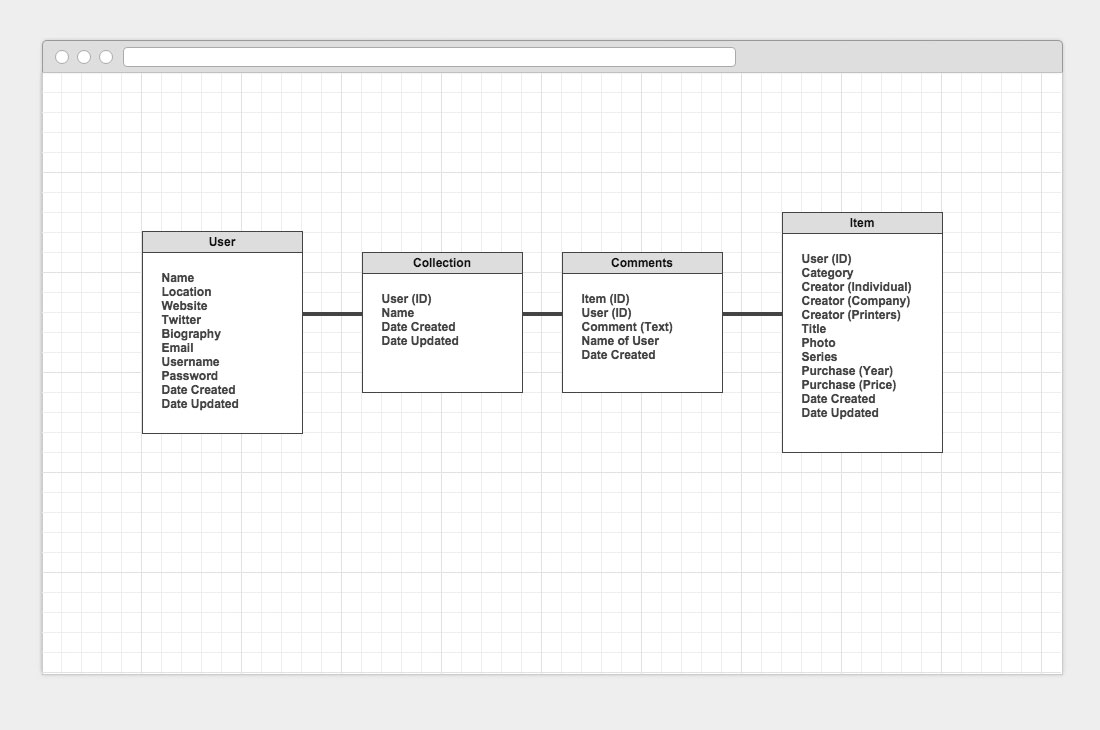 User
Name
Location
Website
Twitter
Biography
Email
Username
Password
Date Created
Date Updated
Collection
User (ID)
Name
Date Created
Date Updated
Comments
Item (ID)
User (ID)
Comment (Text)
Name of User
Date Created
Item
User (ID)
Category
Creator (Individual)
Creator (Company)
Creator (Printers)
Title
Photo
Series
Purchase (Year)
Purchase (Price)
Date Created
Date Updated